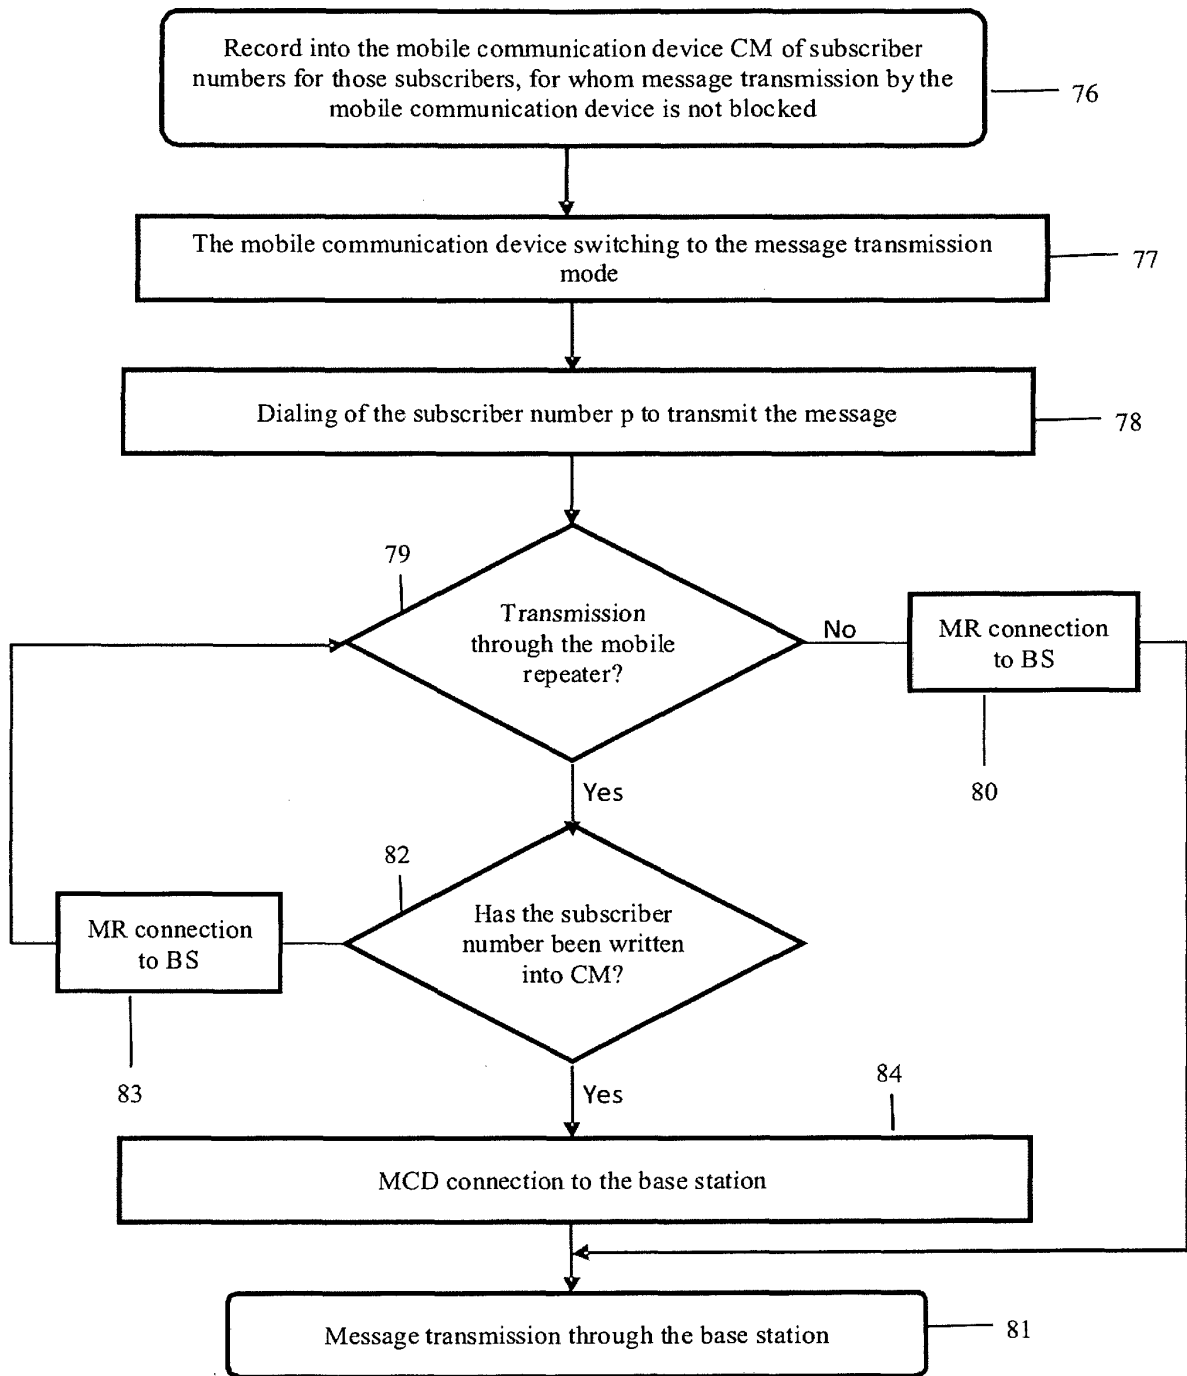 Record into the mobile communication device CM of subscriber
numbers for those subscribers, for whom message transmission by the
mobile communication device is not blocked
76
The mobile communication device switching to the message transmission
mode
77
Dialing of the subscriber number p to transmit the message
78
79
Transmission
through the mobile
repeater?
No
MR connection
to BS
80
Yes
82
Has the subscriber
number been written
into CM?
MR connection
to BS
83
Yes
84
MCD connection to the base station
Message transmission through the base station
81